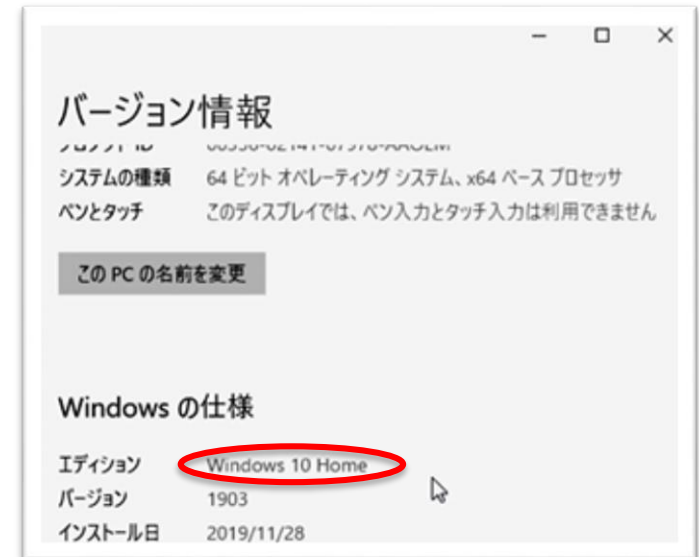 バージョン情報
システムの種類 64 ビット オペレーティング システム、x64 ベース プロセッサ
ペンとタッチ このディスプレイでは、ペン入力とタッチ入力は利用できません
この PC の名前を変更
Windows の仕様
エディション Windows 10 Home
バージョン 1903
インストール日 2019/11/28